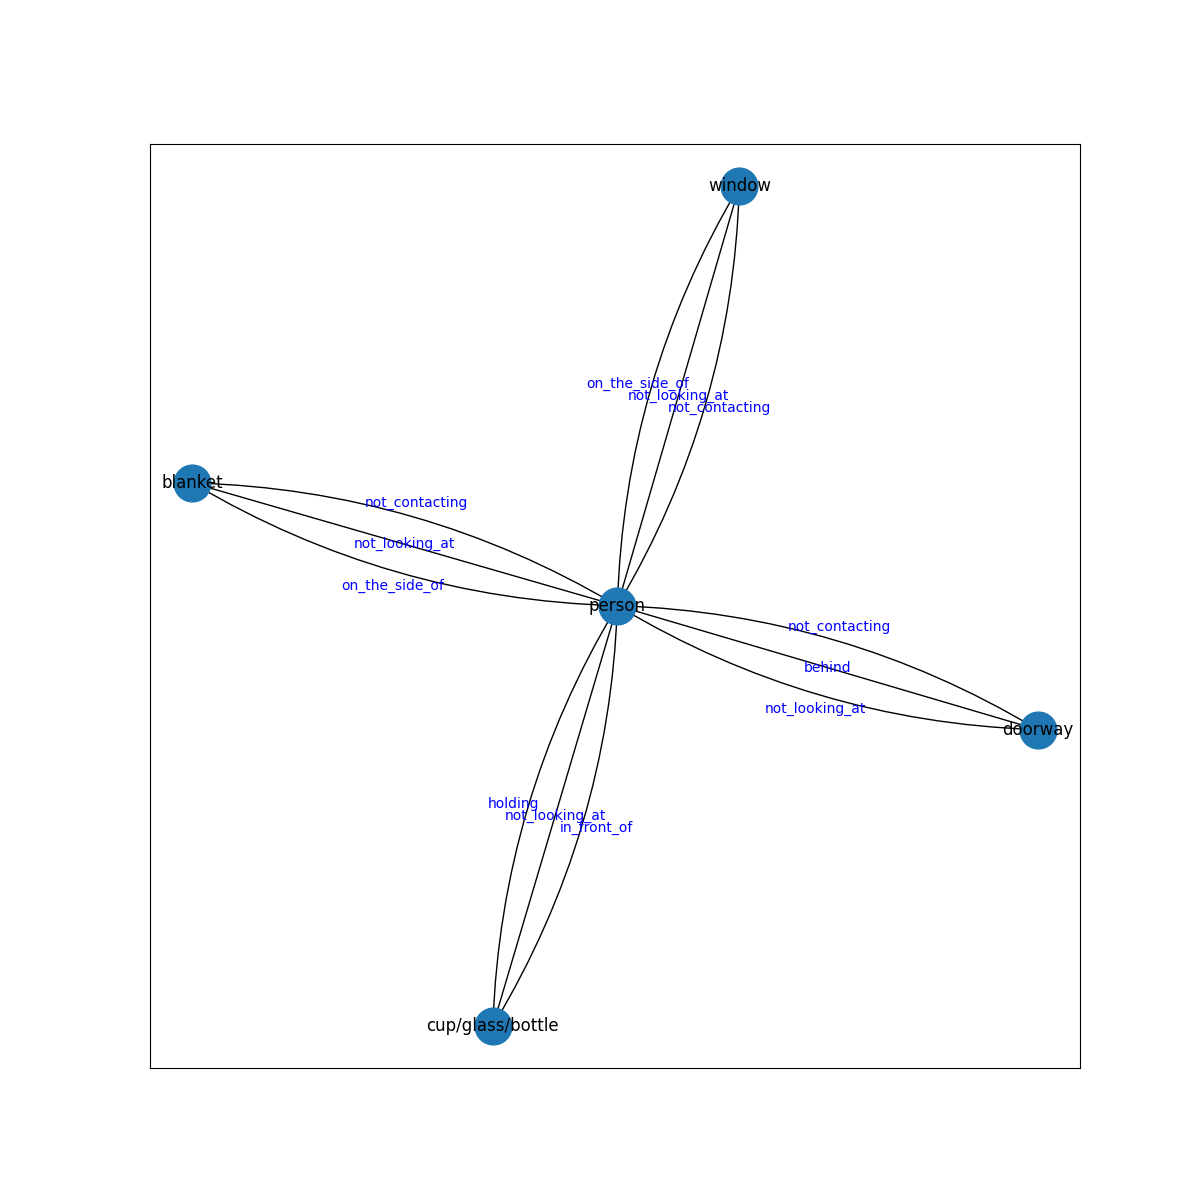 window
on_the_side_of
not_looking_at
not_contacting
blanket
not_contacting
not_looking_at
on_the_side_of
person
not_contacting
behind
not_looking_at
doorway
holding
not_looking_at
in_front_of
cup/glass/bottle